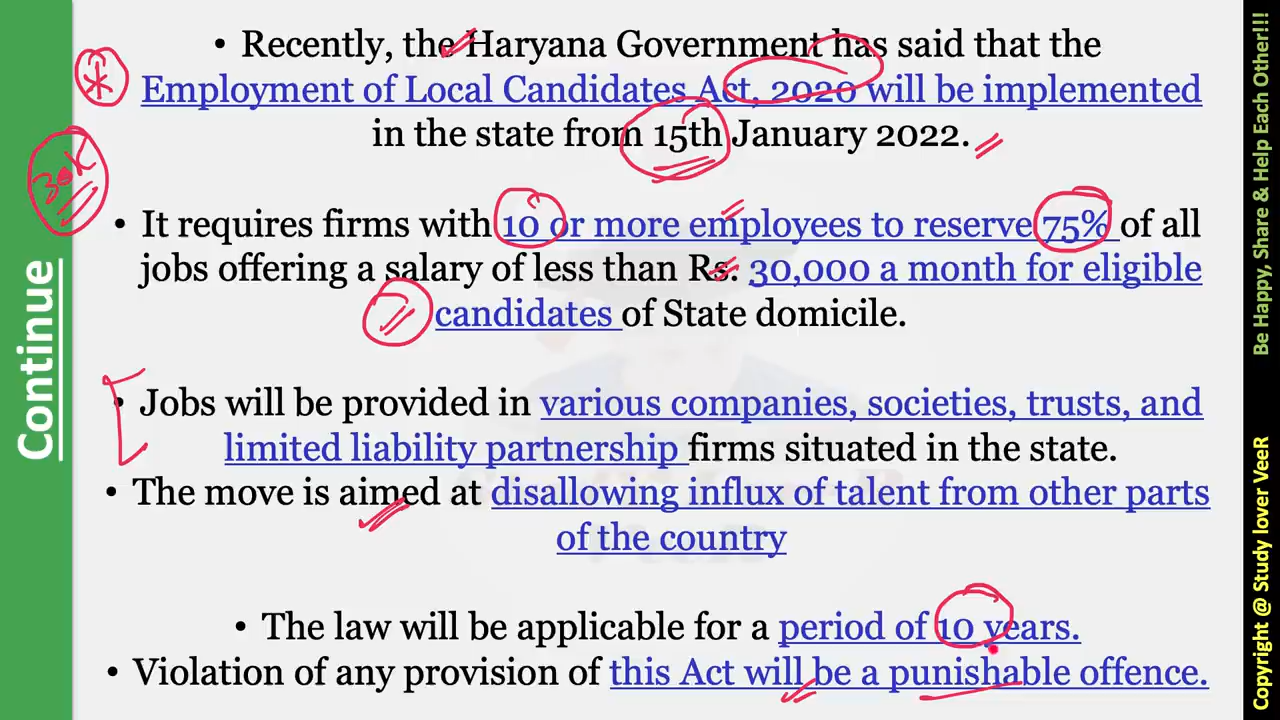 Continue
• Recently, the Haryana Government has said that the
Employment of Local Candidates Act, 2020 will be implemented
in the state from 15th January 2022.
30K
• It requires firms with 10 or more employees to reserve 75% of all
jobs offering a salary of less than Rs. 30,000 a month for eligible
candidates of State domicile.
• Jobs will be provided in various companies, societies, trusts, and
limited liability partnership firms situated in the state.
• The move is aimed at disallowing influx of talent from other parts
of the country
• The law will be applicable for a period of 10 years.
• Violation of any provision of this Act will be a punishable offence.
Be Happy, Share & Help Each Other!!!
Copyright @ Study lover VeeR